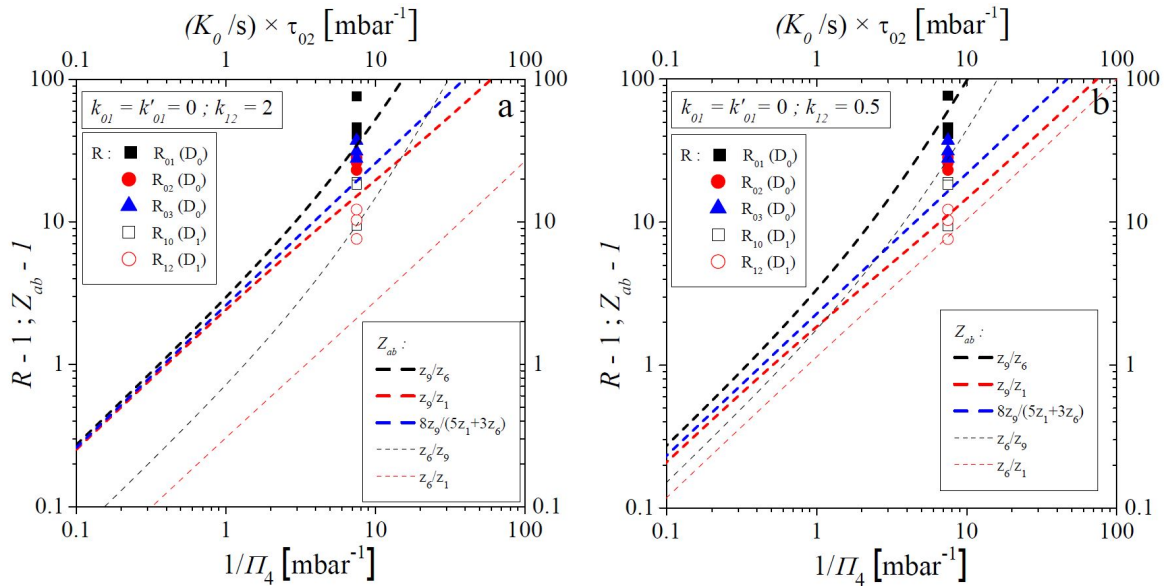 (K₀/s) × τ₀₂ [mbar⁻¹]
0.1 1 10 100
100
10
1
0.1
R - 1 ; Z_ab - 1
k₀₁ = k'₀₁ = 0 ; k₁₂ = 2
a
R : ■ R₀₁ (D₀)
● R₀₂ (D₀)
▲ R₀₃ (D₀)
□ R₁₀ (D₁)
○ R₁₂ (D₁)
Z_ab :
z₉/z₆
z₉/z₁
8z₉/(5z₁+3z₆)
z₆/z₉
z₆/z₁
100
10
1
0.1
0.1 1 10 100
1/Π₄ [mbar⁻¹]
(K₀/s) × τ₀₂ [mbar⁻¹]
0.1 1 10 100
100
10
1
0.1
R - 1 ; Z_ab - 1
k₀₁ = k'₀₁ = 0 ; k₁₂ = 0.5
b
R : ■ R₀₁ (D₀)
● R₀₂ (D₀)
▲ R₀₃ (D₀)
□ R₁₀ (D₁)
○ R₁₂ (D₁)
Z_ab :
z₉/z₆
z₉/z₁
8z₉/(5z₁+3z₆)
z₆/z₉
z₆/z₁
100
10
1
0.1
0.1 1 10 100
1/Π₄ [mbar⁻¹]